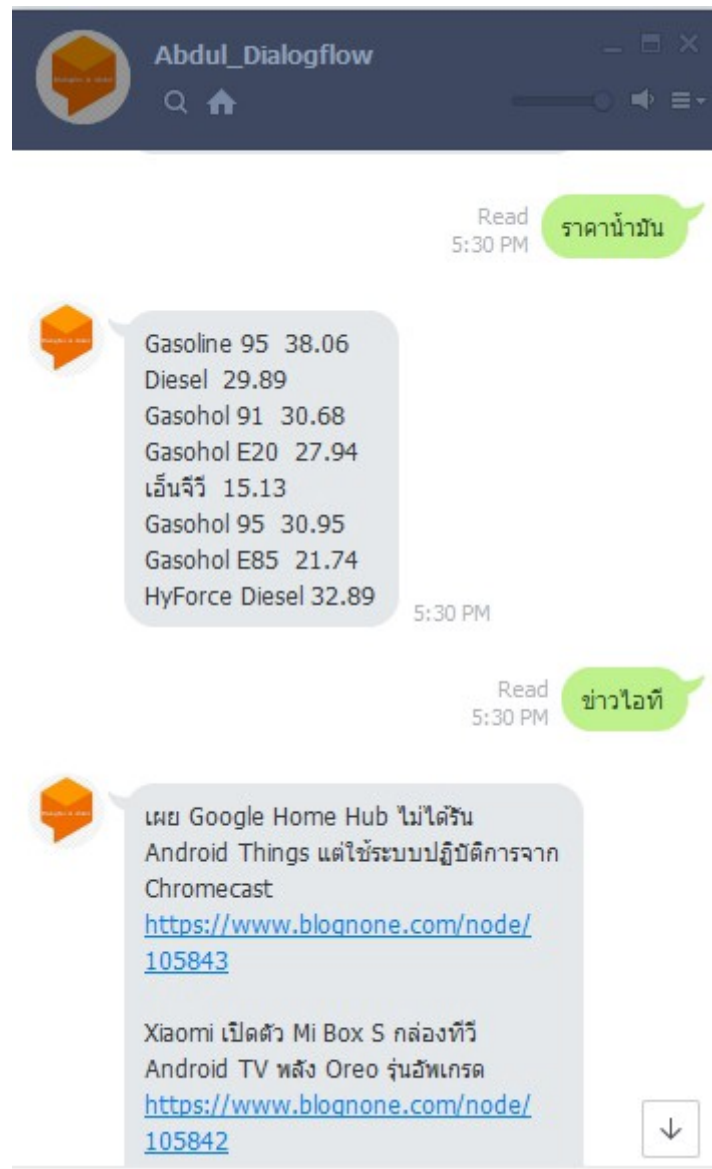 Abdul_Dialogflow
Read
5:30 PM
ราคาน้ำมัน
Gasoline 95 38.06
Diesel 29.89
Gasohol 91 30.68
Gasohol E20 27.94
เอ็นจีวี 15.13
Gasohol 95 30.95
Gasohol E85 21.74
HyForce Diesel 32.89
5:30 PM
Read
5:30 PM
ข่าวไอที
เผย Google Home Hub ไม่ได้รัน
Android Things แต่ใช้ระบบปฏิบัติการจาก
Chromecast
https://www.blognone.com/node/
105843
Xiaomi เปิดตัว Mi Box S กล่องทีวี
Android TV พลัง Oreo รุ่นอัพเกรด
https://www.blognone.com/node/
105842